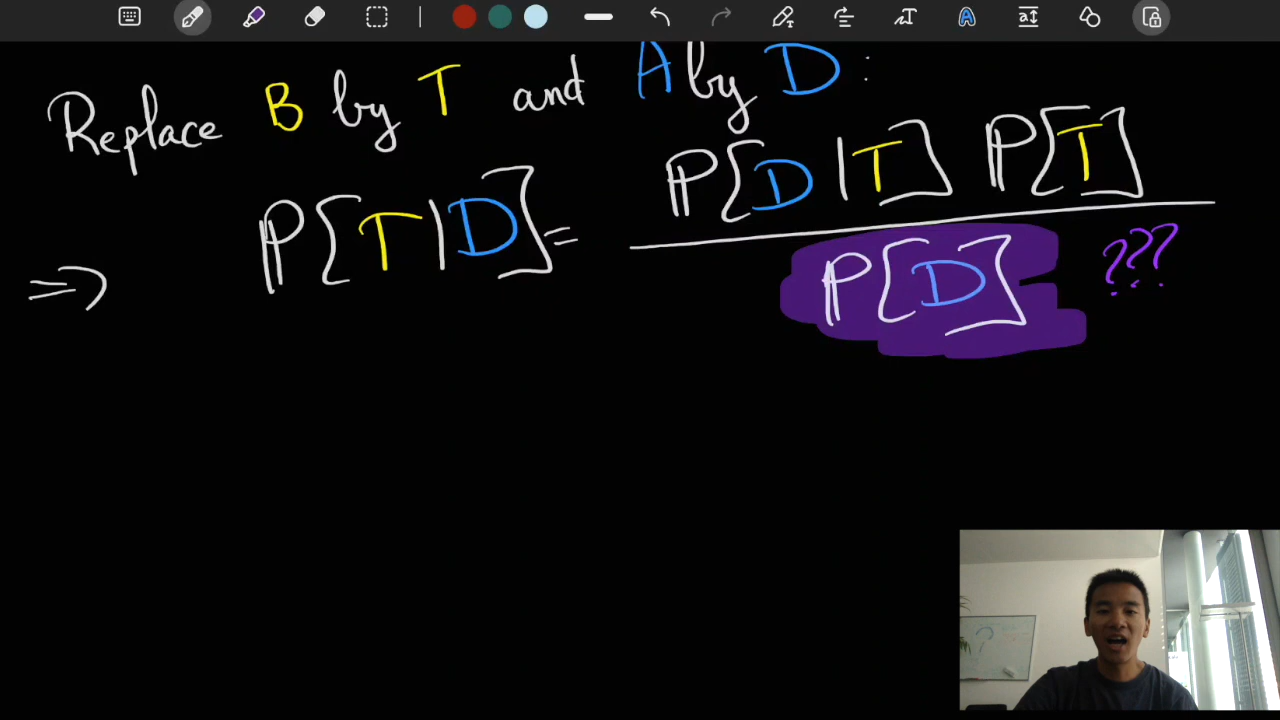 Replace B by T and A by D:
=> P[T|D] = P[D|T] P[T]
P[D] ???